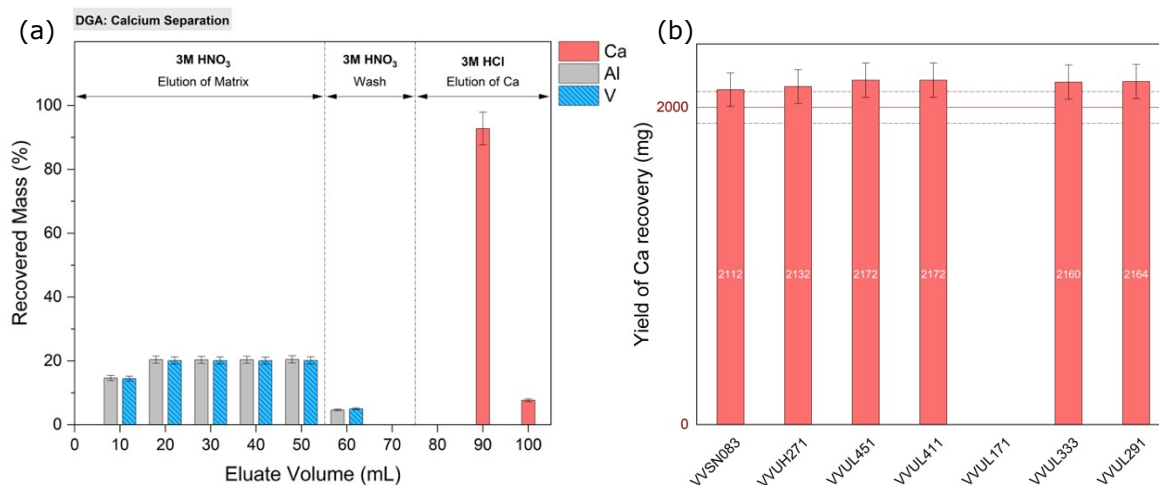 (a)
DGA: Calcium Separation
3M HNO₃
Elution of Matrix
3M HNO₃
Wash
3M HCl
Elution of Ca
Ca
Al
V
Recovered Mass (%)
100
80
60
40
20
0
0 10 20 30 40 50 60 70 80 90 100
Eluate Volume (mL)
(b)
Yield of Ca recovery (mg)
2000
0
2112 2132 2172 2172 2160 2164
VVSN083 VVUH271 VVUL451 VVUL411 VVUL171 VVUL333 VVUL291